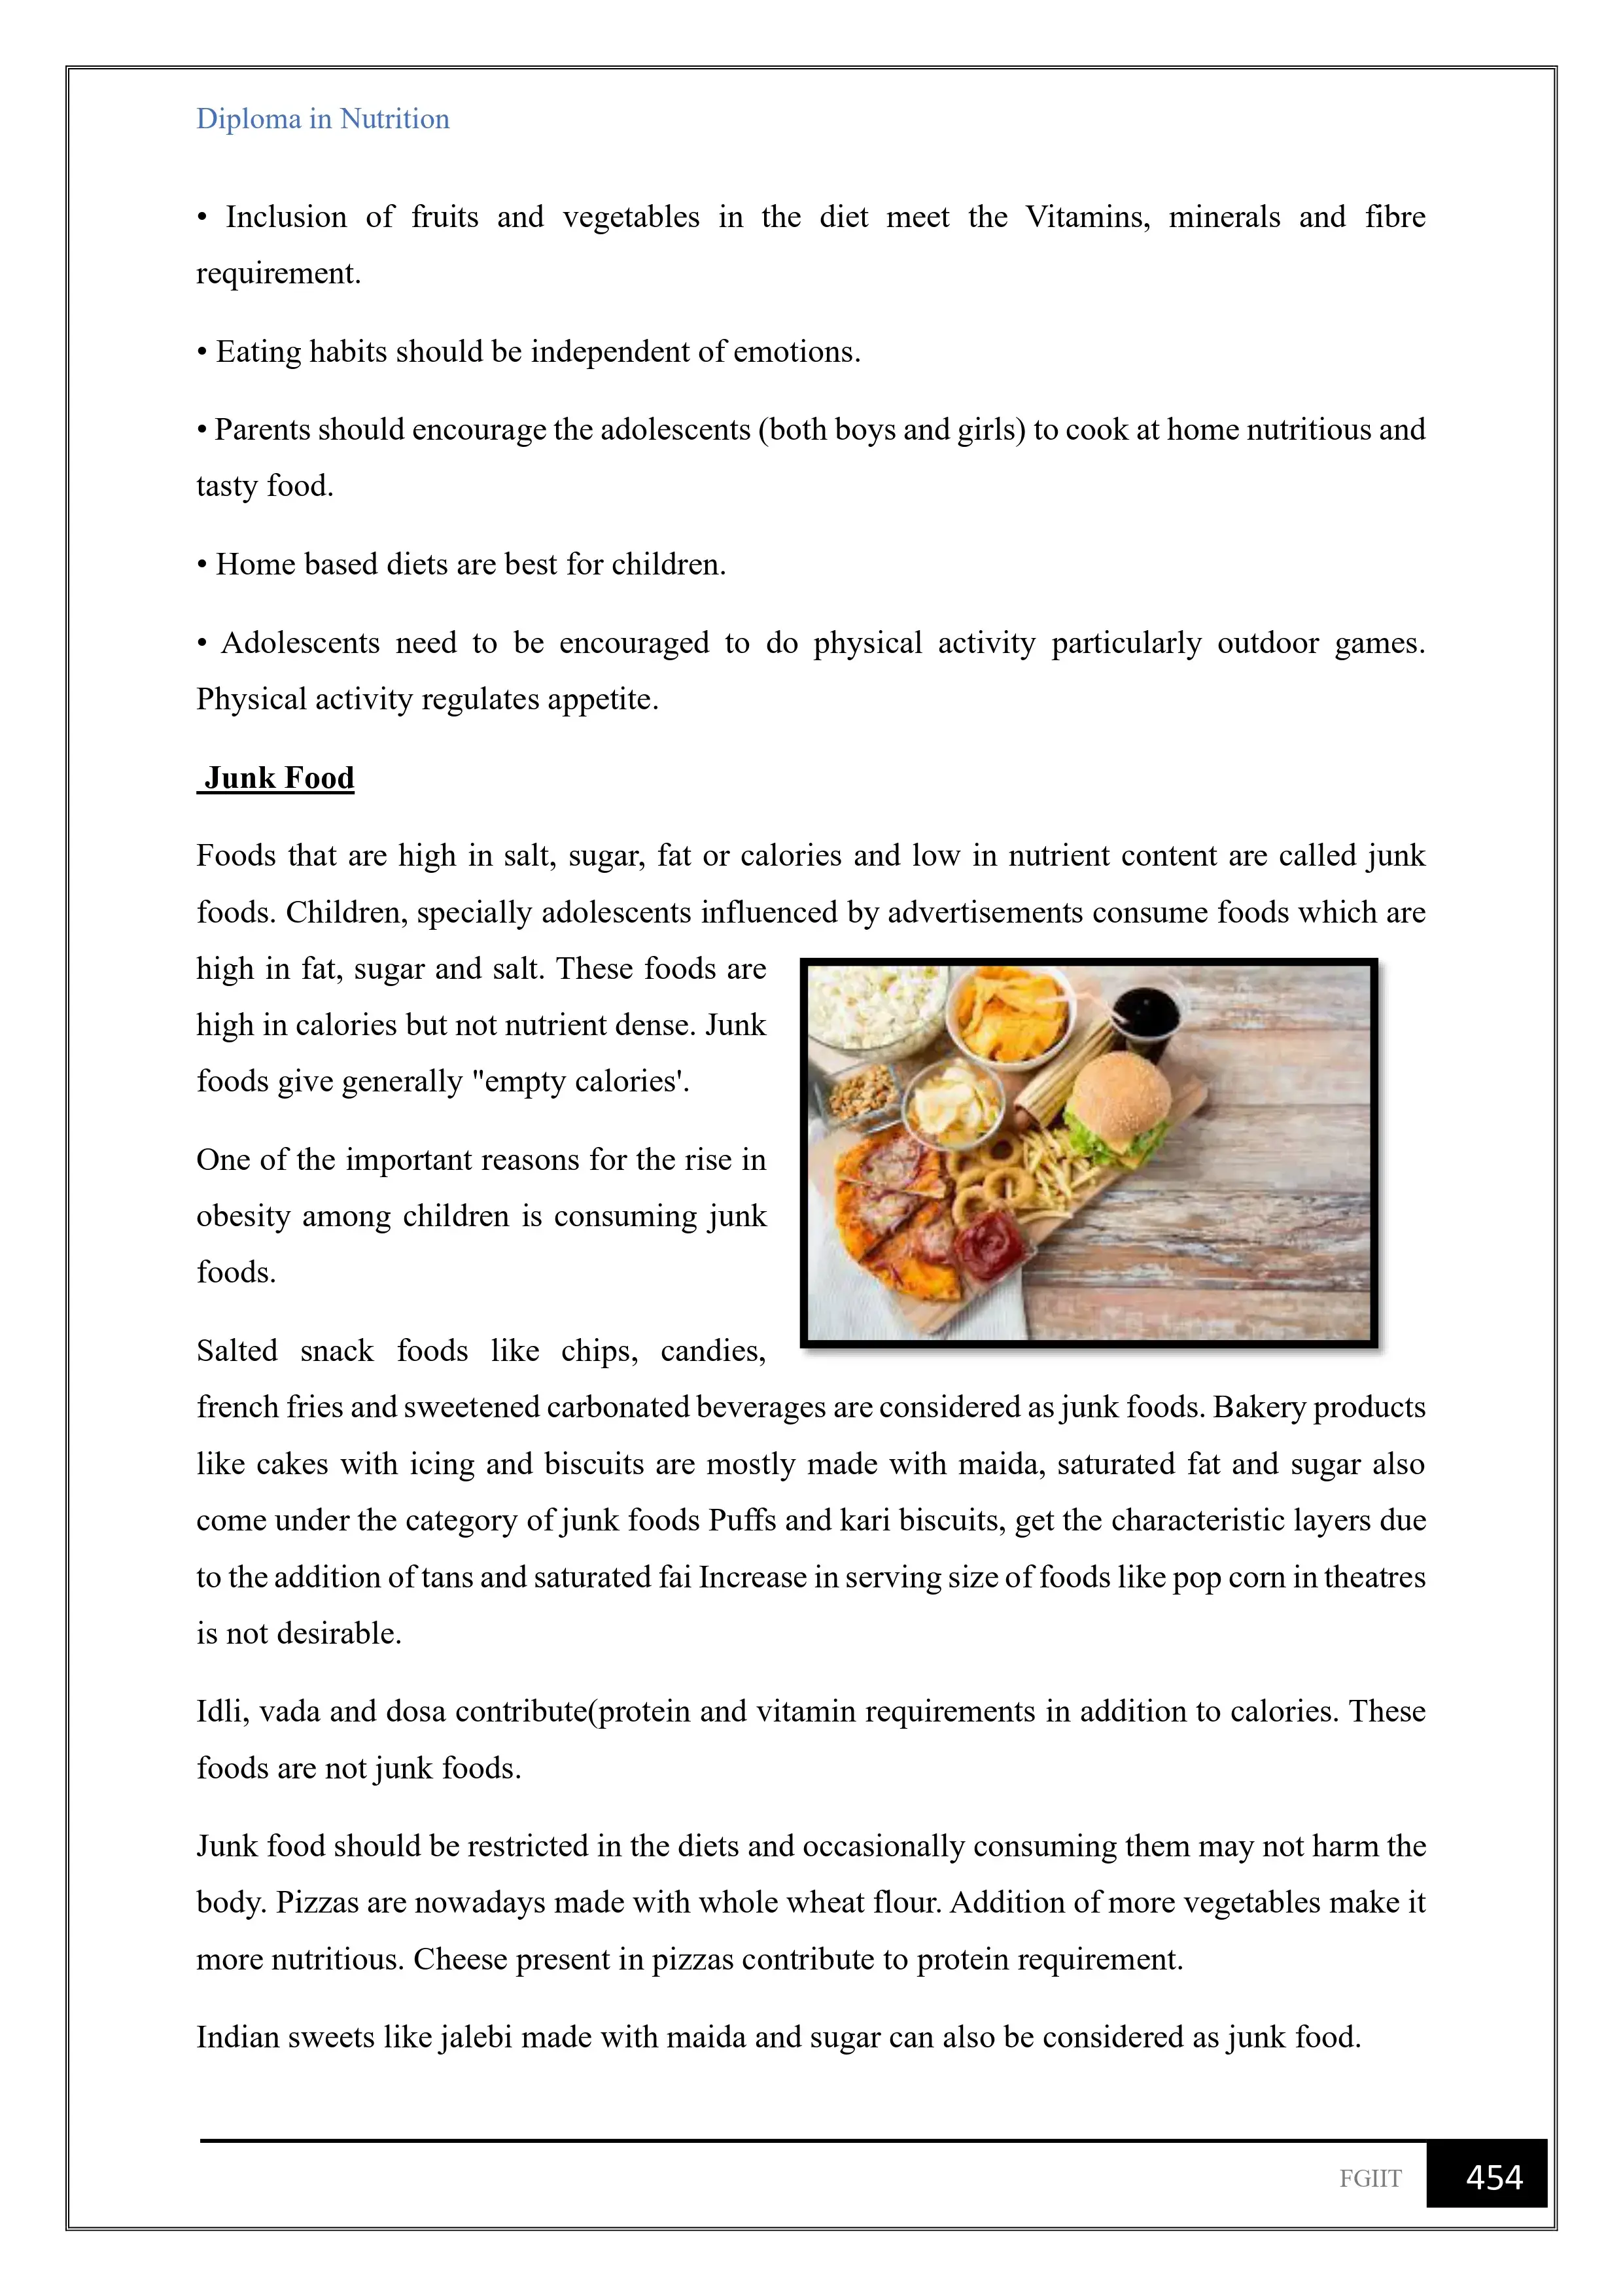 Diploma in Nutrition
• Inclusion of fruits and vegetables in the diet meet the Vitamins, minerals and fibre
requirement.
• Eating habits should be independent of emotions.
• Parents should encourage the adolescents (both boys and girls) to cook at home nutritious and
tasty food.
• Home based diets are best for children.
• Adolescents need to be encouraged to do physical activity particularly outdoor games.
Physical activity regulates appetite.
Junk Food
Foods that are high in salt, sugar, fat or calories and low in nutrient content are called junk
foods. Children, specially adolescents influenced by advertisements consume foods which are
high in fat, sugar and salt. These foods are
high in calories but not nutrient dense. Junk
foods give generally "empty calories'.
One of the important reasons for the rise in
obesity among children is consuming junk
foods.
Salted snack foods like chips, candies,
french fries and sweetened carbonated beverages are considered as junk foods. Bakery products
like cakes with icing and biscuits are mostly made with maida, saturated fat and sugar also
come under the category of junk foods Puffs and kari biscuits, get the characteristic layers due
to the addition of tans and saturated fai Increase in serving size of foods like pop corn in theatres
is not desirable.
Idli, vada and dosa contribute(protein and vitamin requirements in addition to calories. These
foods are not junk foods.
Junk food should be restricted in the diets and occasionally consuming them may not harm the
body. Pizzas are nowadays made with whole wheat flour. Addition of more vegetables make it
more nutritious. Cheese present in pizzas contribute to protein requirement.
Indian sweets like jalebi made with maida and sugar can also be considered as junk food.
FGIIT 454